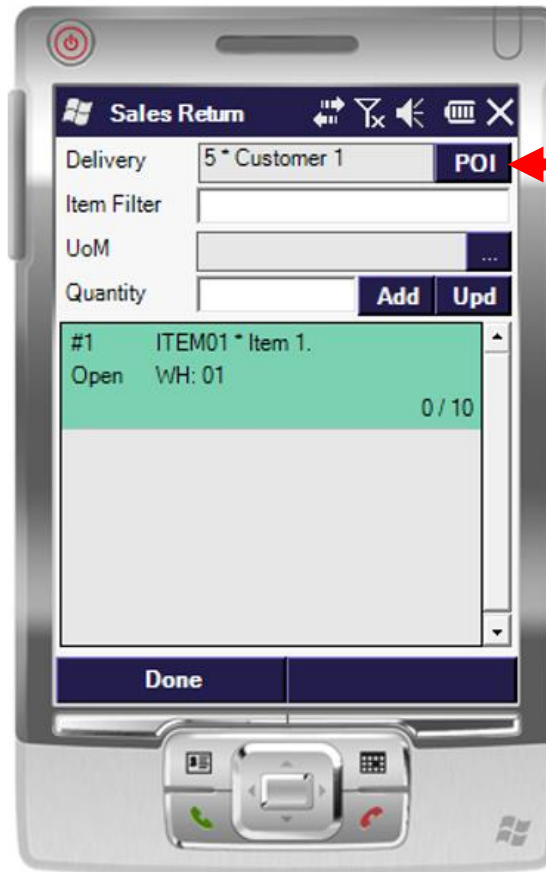 Sales Return
Delivery 5 * Customer 1 POI
Item Filter
UoM ...
Quantity Add Upd
#1 ITEM01 * Item 1.
Open WH: 01
0 / 10
Done